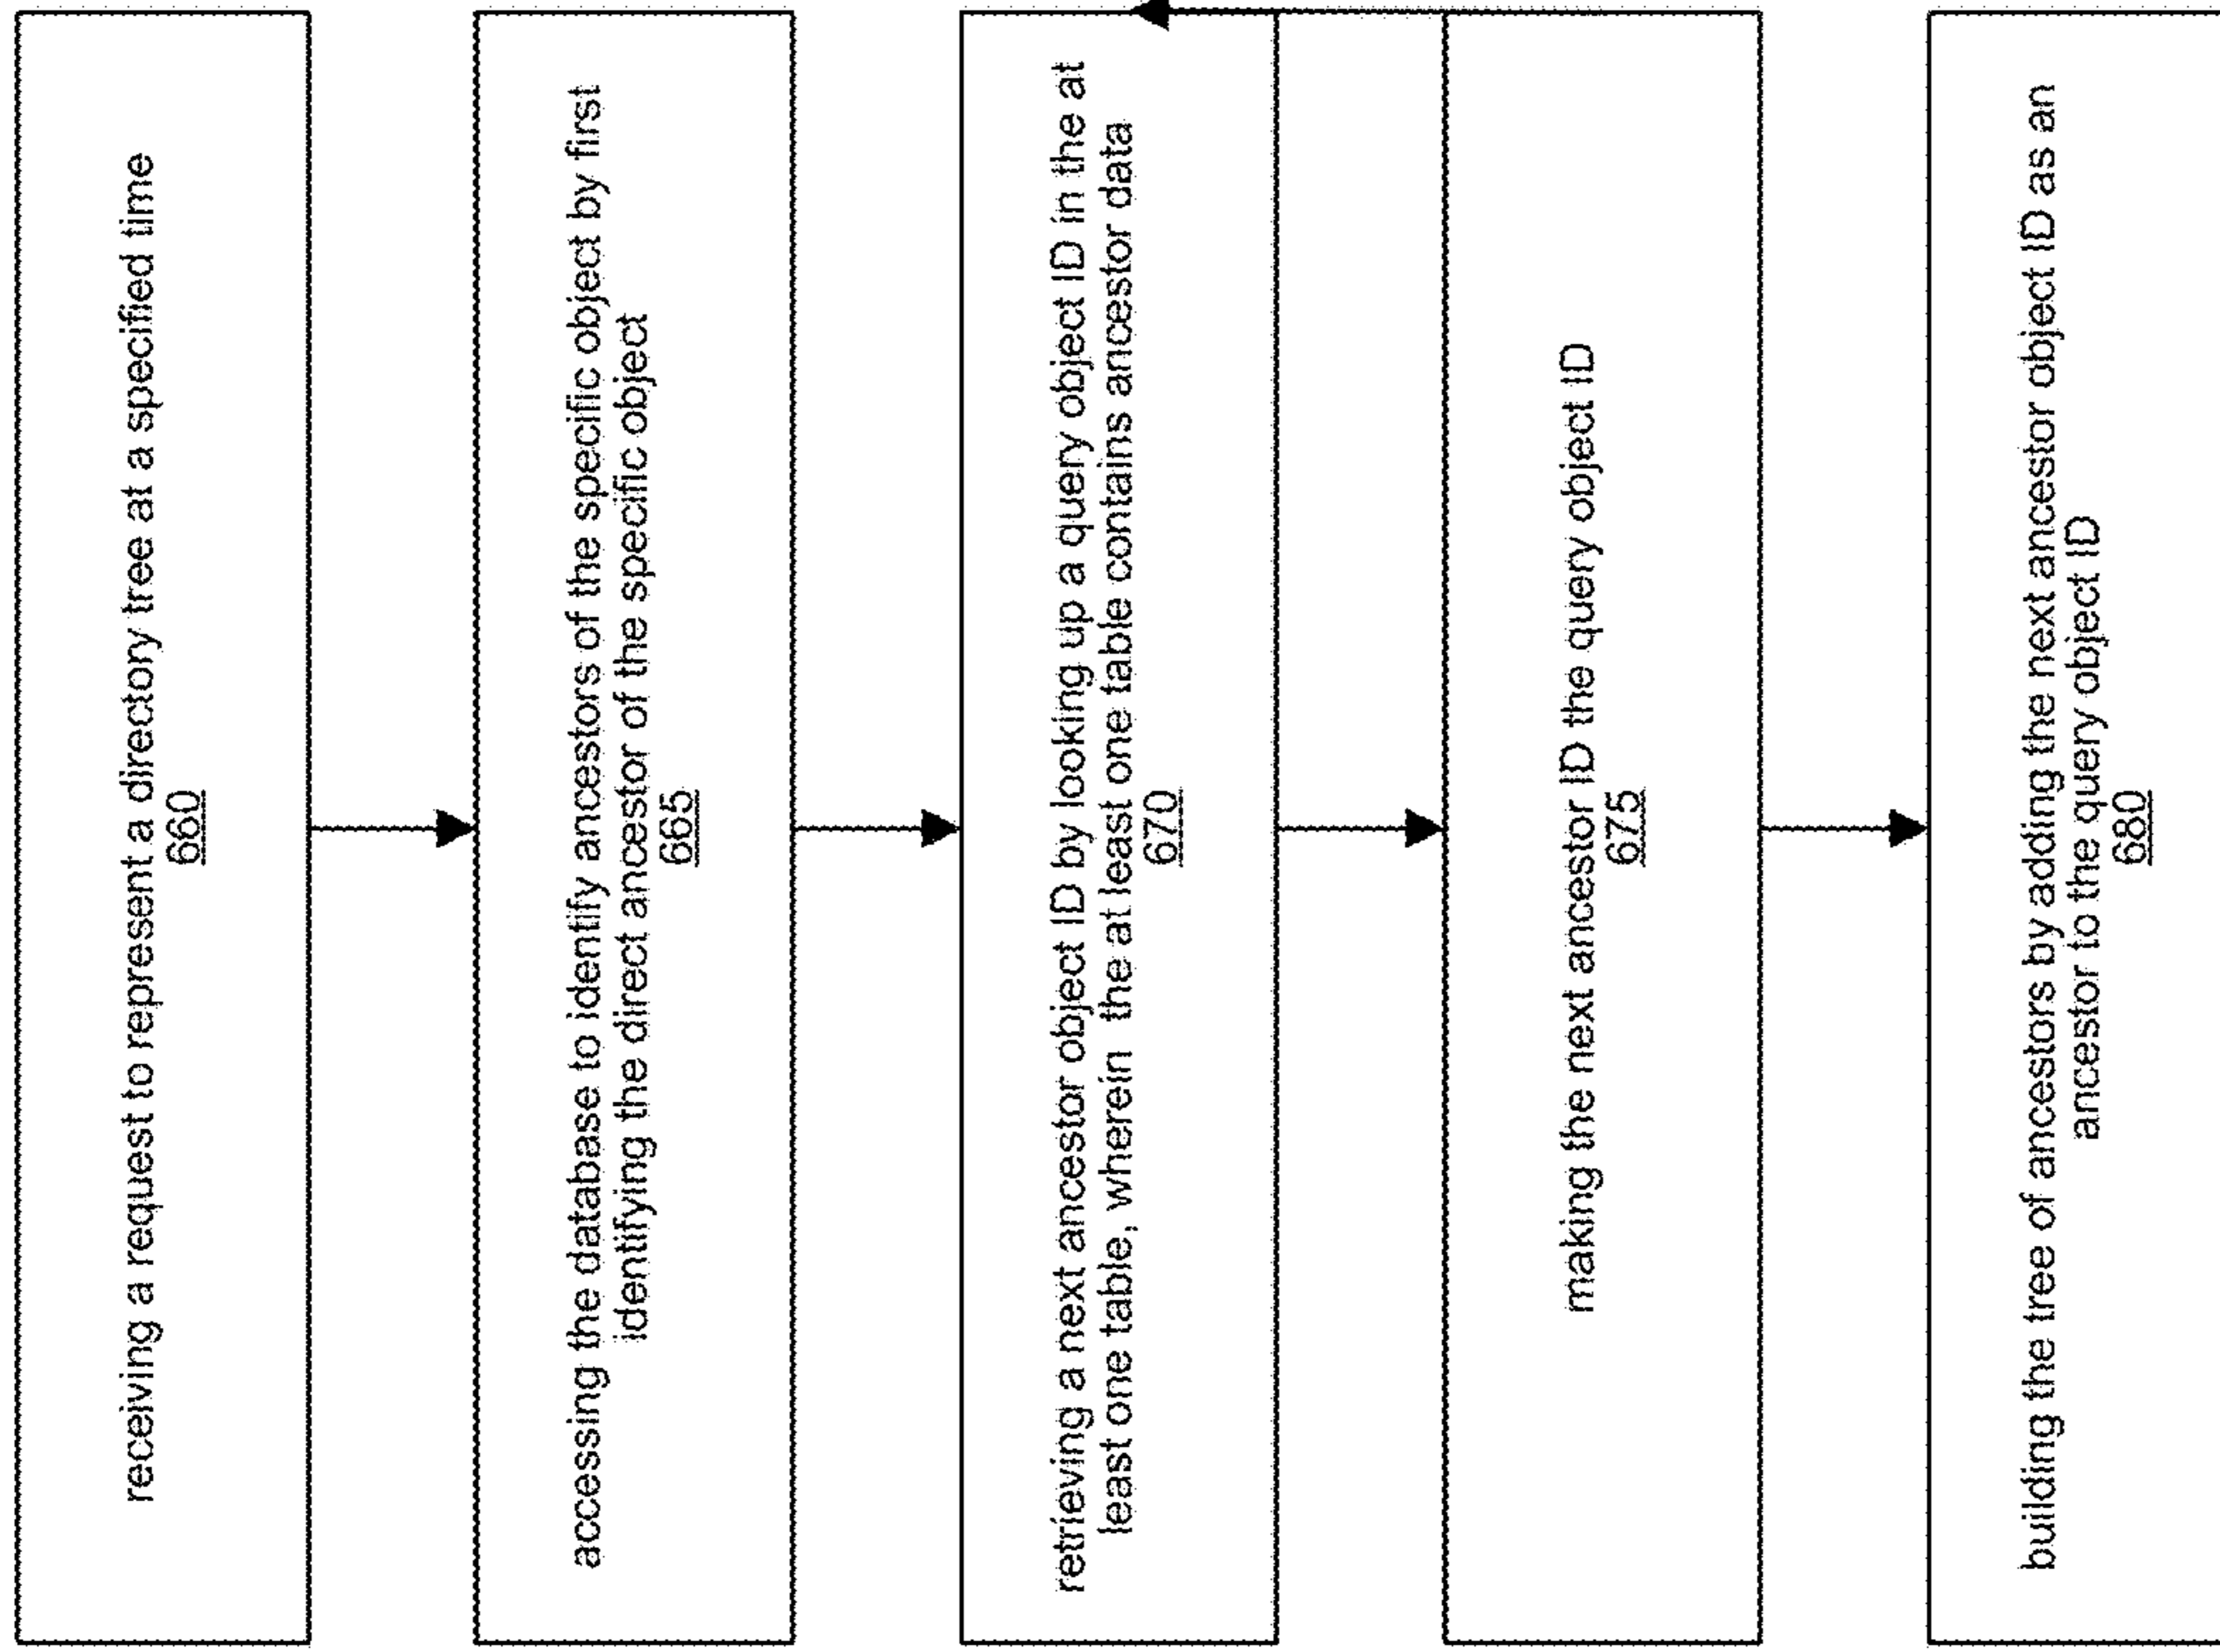 receiving a request to represent a directory tree at a specified time
660
accessing the database to identify ancestors of the specific object by first
identifying the direct ancestor of the specific object
665
retrieving a next ancestor object ID by looking up a query object ID in the at
least one table, wherein the at least one table contains ancestor data
670
making the next ancestor ID the query object ID
675
building the tree of ancestors by adding the next ancestor object ID as an
ancestor to the query object ID
680